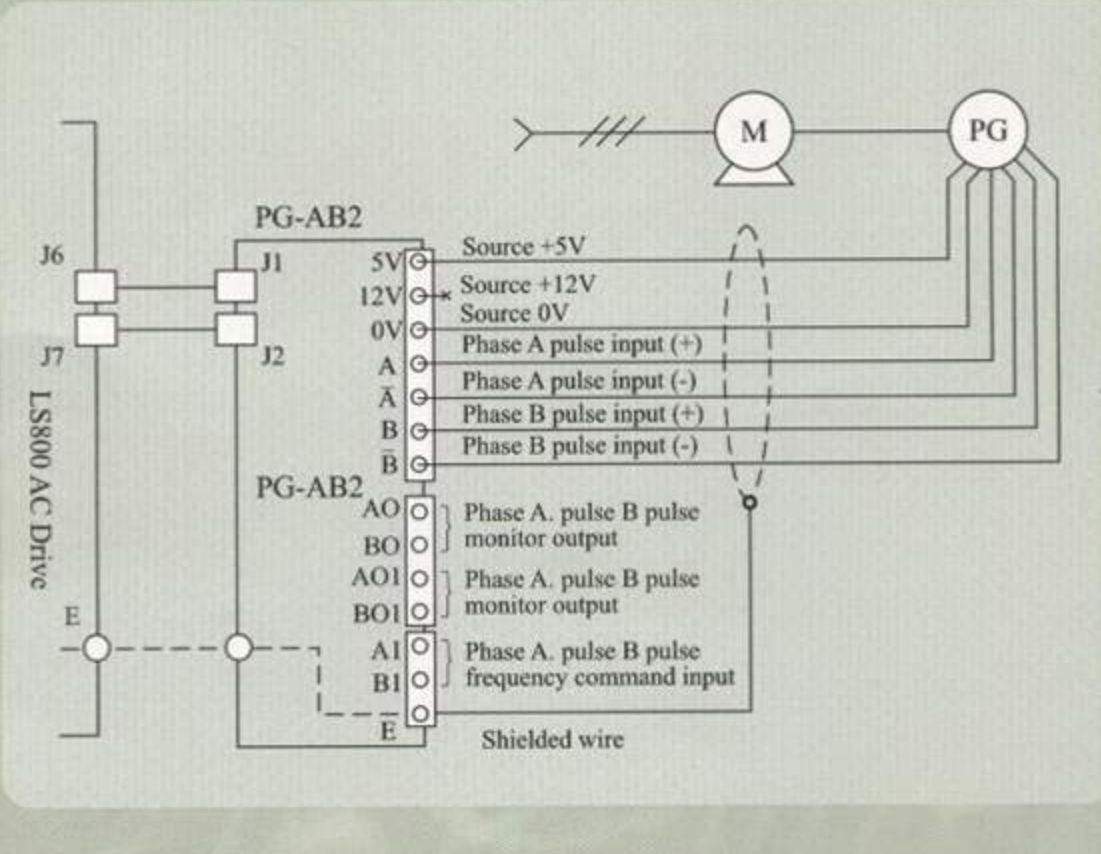 M
PG
PG-AB2
J6
J1
5V
Source +5V
12V
Source +12V
0V
Source 0V
J7
J2
A
Phase A pulse input (+)
A̅
Phase A pulse input (-)
B
Phase B pulse input (+)
B̅
Phase B pulse input (-)
LS800 AC Drive
PG-AB2
AO
BO
Phase A. pulse B pulse
monitor output
AO1
BO1
Phase A. pulse B pulse
monitor output
E
A1
B1
Phase A. pulse B pulse
frequency command input
E
Shielded wire